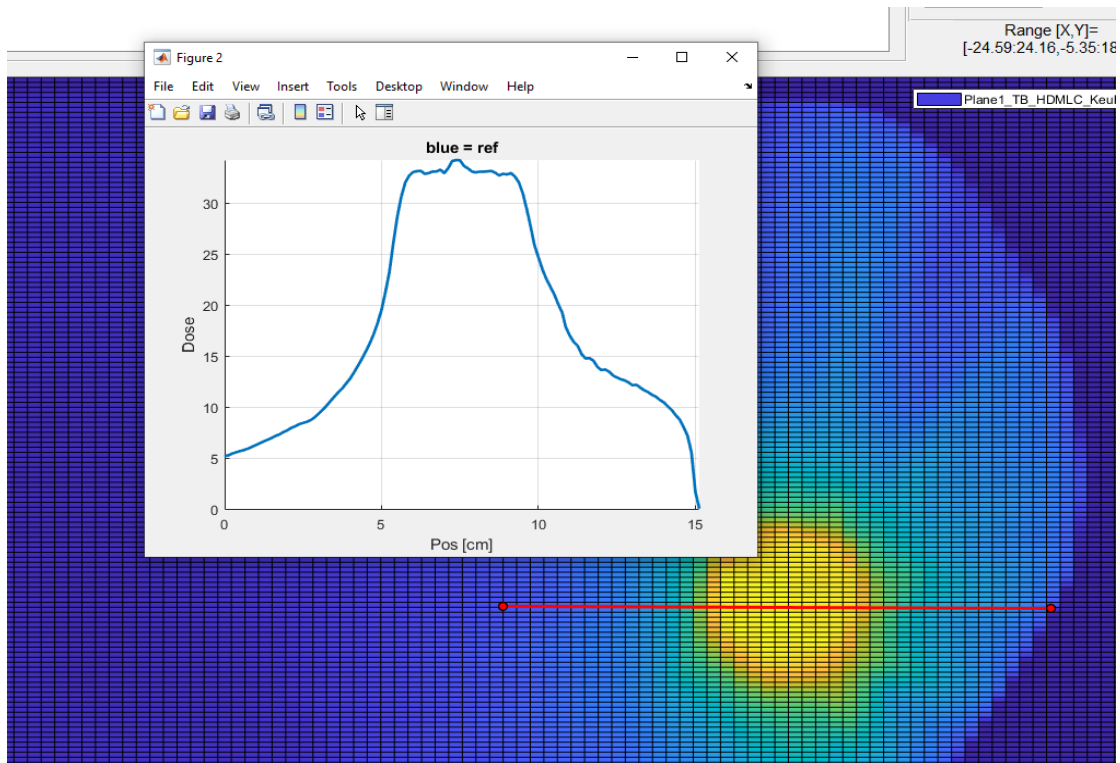 Range [X,Y]=
[-24.59:24.16,-5.35:18
Figure 2
File Edit View Insert Tools Desktop Window Help
Plane1_TB_HDMLC_Keul
blue = ref
30
25
20
15
10
5
0
Dose
0 5 10 15
Pos [cm]